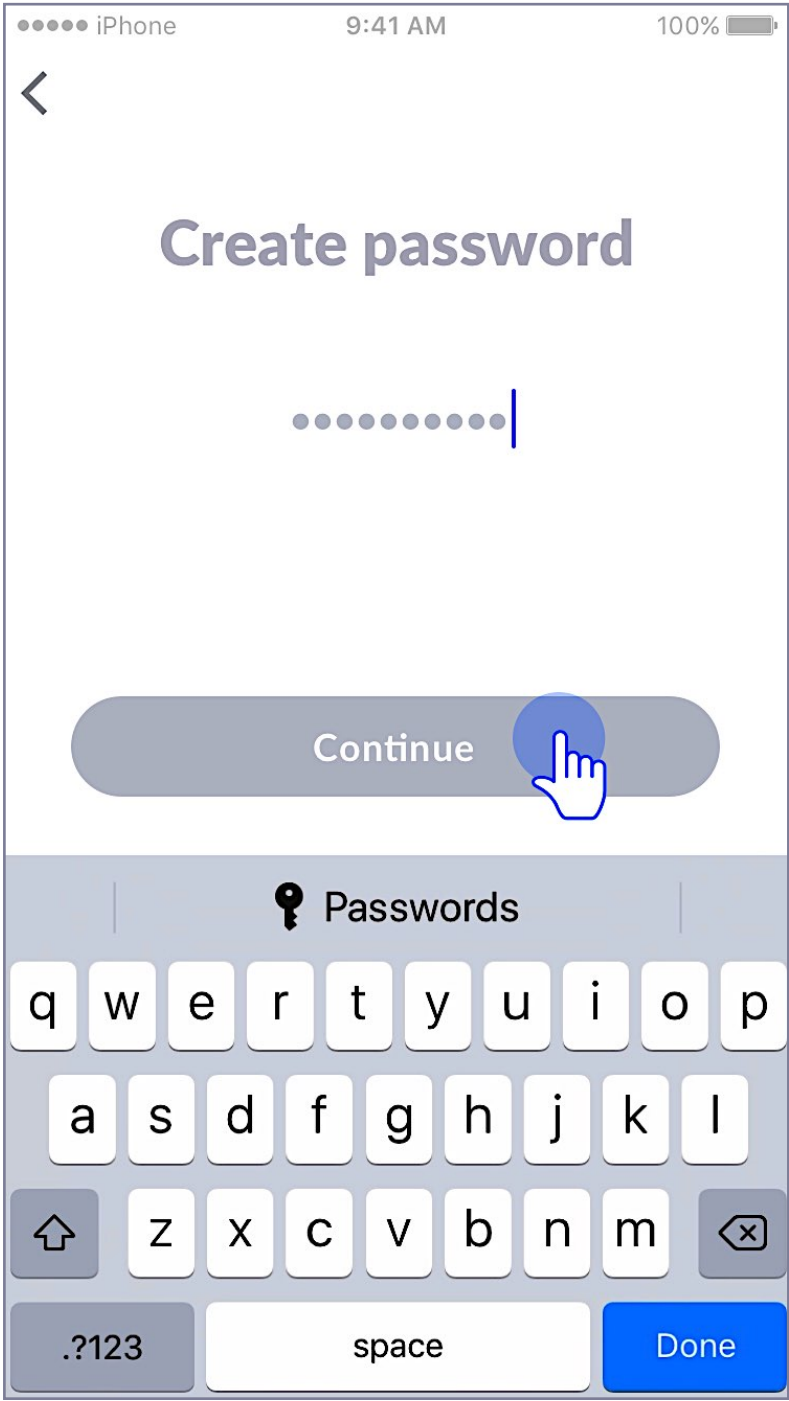 iPhone 9:41 AM 100%
Create password
••••••••••
Continue
Passwords
q w e r t y u i o p
a s d f g h j k l
z x c v b n m
.?123 space Done